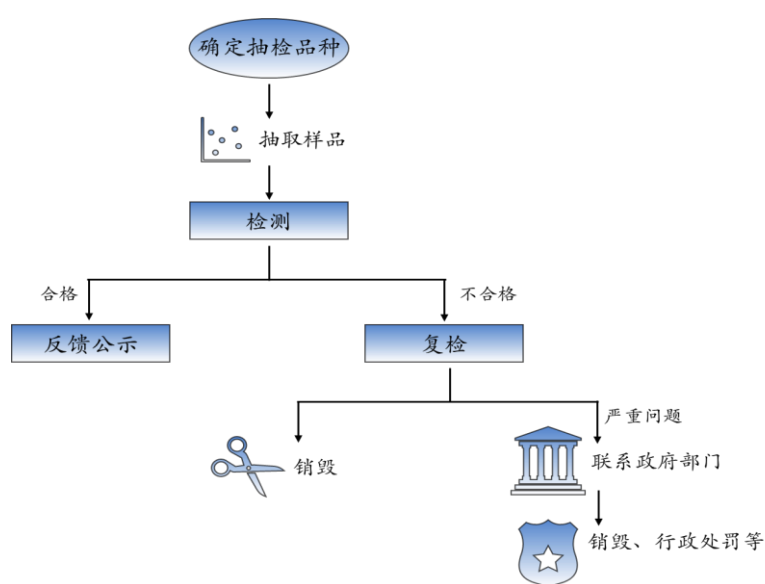 确定抽检品种
抽取样品
检测
合格
不合格
反馈公示
复检
严重问题
销毁
联系政府部门
销毁、行政处罚等